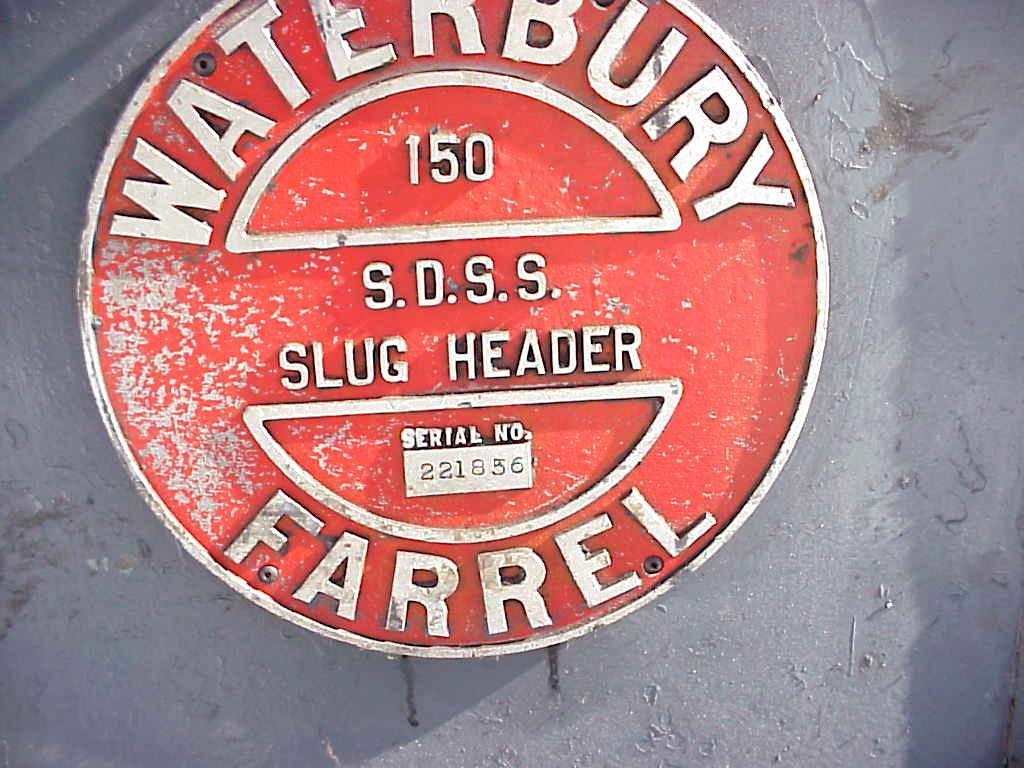 WATERBURY
150
S.D.S.S.
SLUG HEADER
SERIAL NO.
221856
FARREL